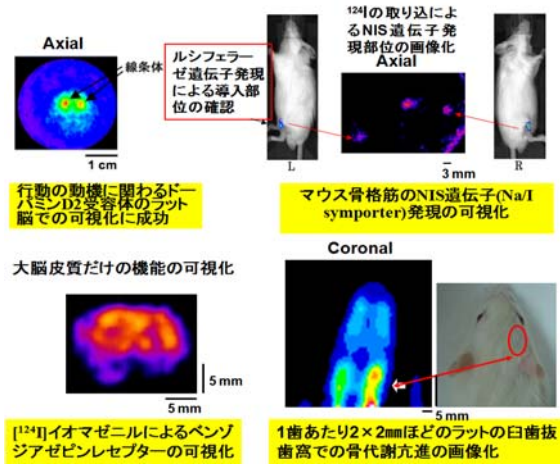 Axial
線条体
1 cm
行動の動機に関わるドー
パミンD2受容体のラット
脳での可視化に成功
ルシフェラー
ゼ遺伝子発現
による導入部
位の確認
¹²⁴Iの取り込によ
るNIS遺伝子発
現部位の画像化
Axial
L
R
3 mm
マウス骨格筋のNIS遺伝子(Na/I
symporter)発現の可視化
大脳皮質だけの機能の可視化
5 mm
5 mm
[¹²⁴I]イオマゼニルによるベンゾ
ジアゼピンレセプターの可視化
Coronal
5 mm
1歯あたり2×2mmほどのラットの臼歯抜
歯窩での骨代謝亢進の画像化